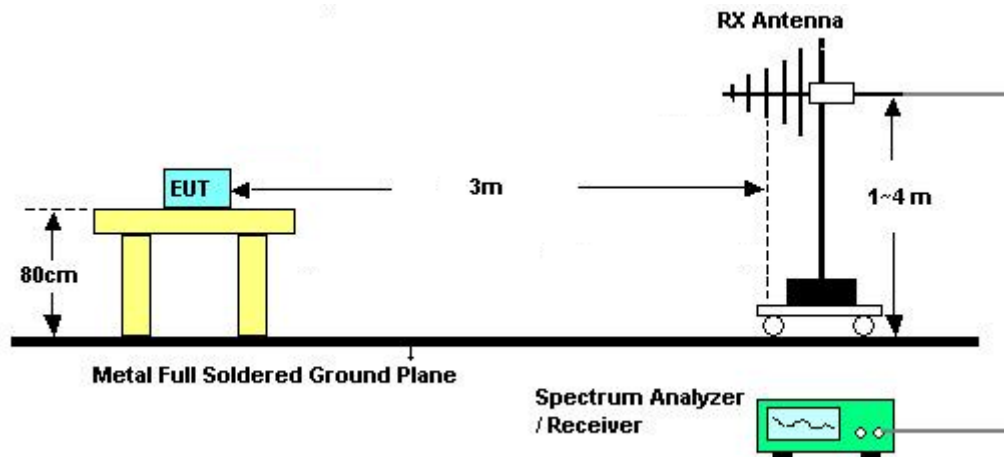 RX Antenna
EUT
3m
1~4 m
80cm
Metal Full Soldered Ground Plane
Spectrum Analyzer
/ Receiver